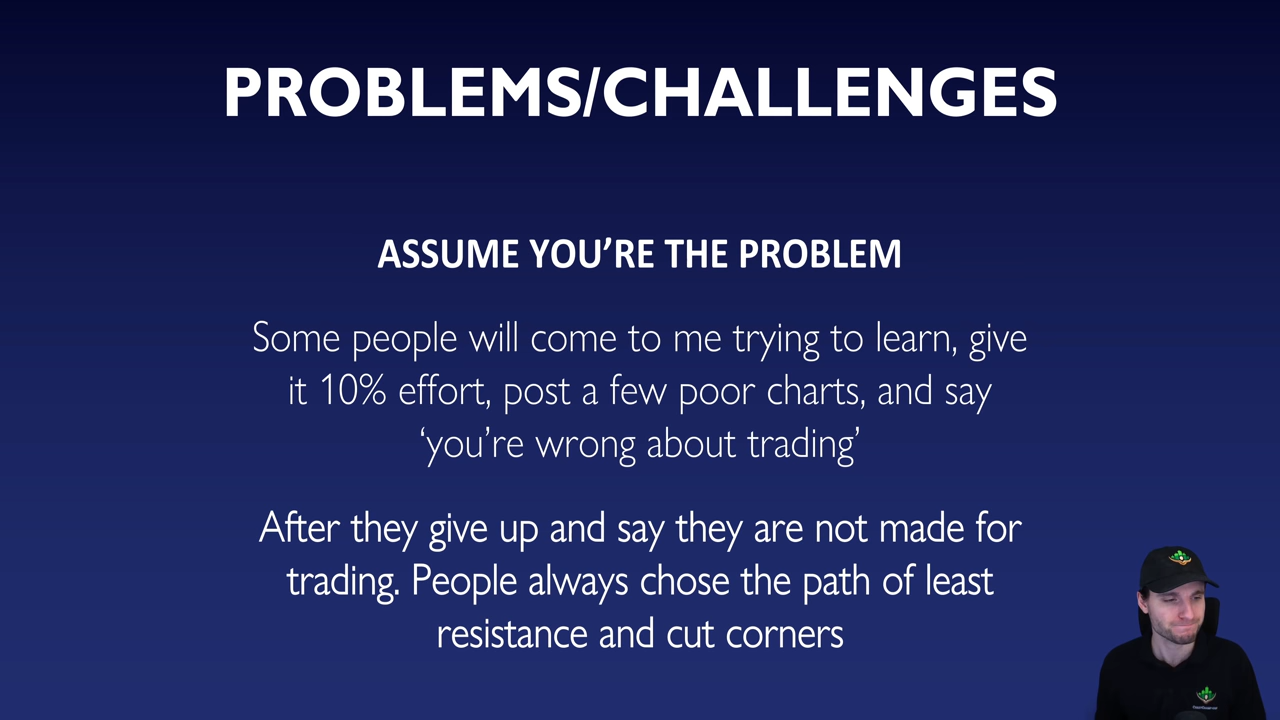 PROBLEMS/CHALLENGES
ASSUME YOU’RE THE PROBLEM
Some people will come to me trying to learn, give
it 10% effort, post a few poor charts, and say
‘you’re wrong about trading’
After they give up and say they are not made for
trading. People always chose the path of least
resistance and cut corners